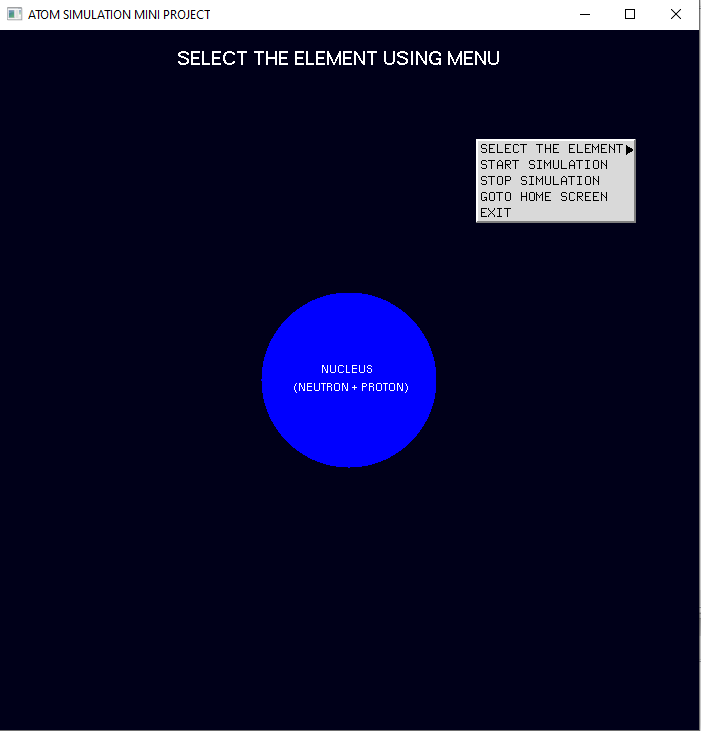 ATOM SIMULATION MINI PROJECT
SELECT THE ELEMENT USING MENU
SELECT THE ELEMENT
START SIMULATION
STOP SIMULATION
GOTO HOME SCREEN
EXIT
NUCLEUS
(NEUTRON + PROTON)